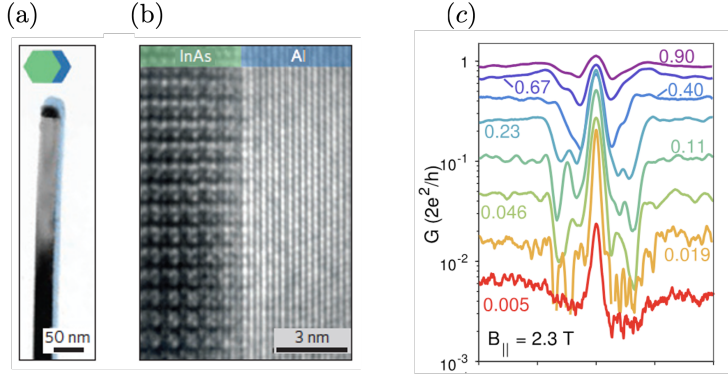 (a)
(b)
(c)
InAs
Al
50 nm
3 nm
G (2e²/h)
1
10⁻¹
10⁻²
10⁻³
0.90
0.67
0.40
0.23
0.11
0.046
0.019
0.005
B|| = 2.3 T